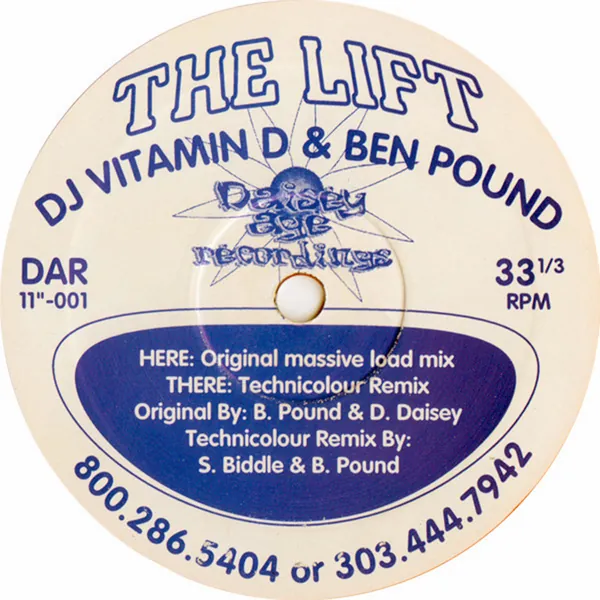 THE LIFT
DJ VITAMIN D & BEN POUND
Daisey
age
recordings
DAR
11"-001
33 1/3
RPM
HERE: Original massive load mix
THERE: Technicolour Remix
Original By: B. Pound & D. Daisey
Technicolour Remix By:
S. Biddle & B. Pound
800.286.5404 or 303.444.7942